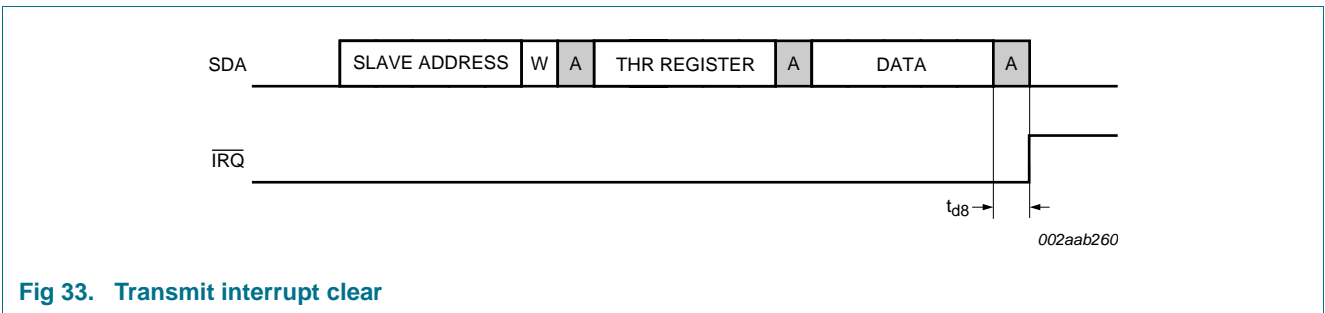 SDA SLAVE ADDRESS W A THR REGISTER A DATA A
IRQ
td8
002aab260
Fig 33. Transmit interrupt clear